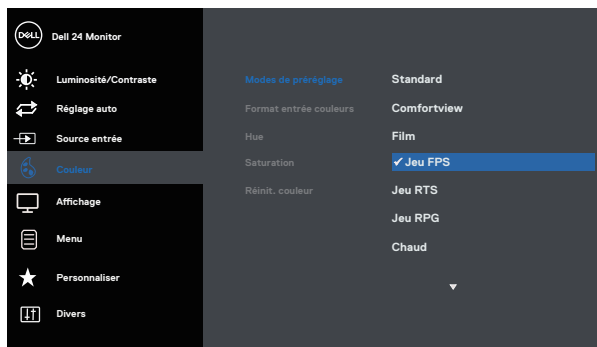 DELL Dell 24 Monitor
Luminosité/Contraste
Réglage auto
Source entrée
Couleur
Affichage
Menu
Personnaliser
Divers
Modes de préréglage
Format entrée couleurs
Hue
Saturation
Réinit. couleur
Standard
Comfortview
Film
✓ Jeu FPS
Jeu RTS
Jeu RPG
Chaud